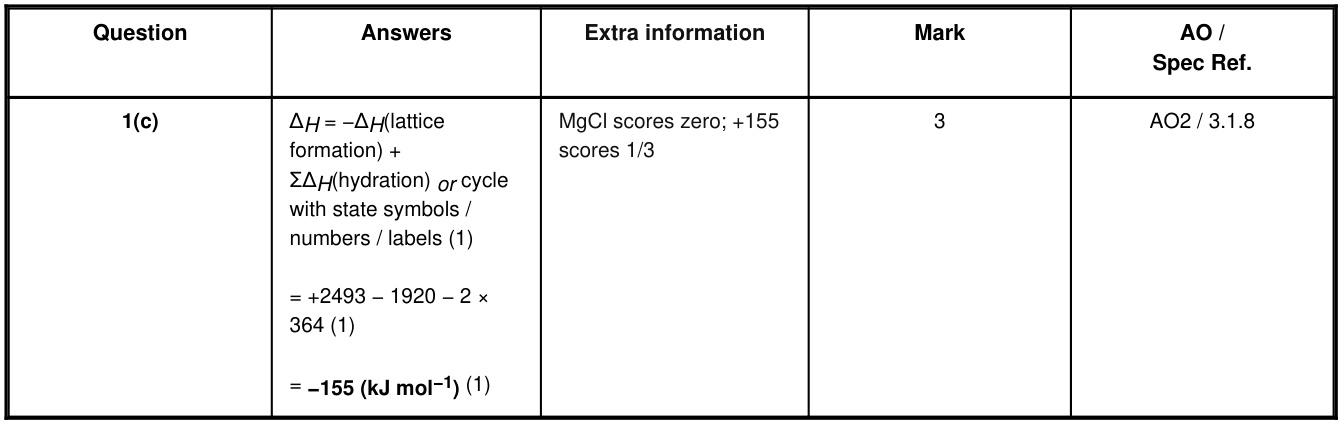 Question Answers Extra information Mark AO /
Spec Ref.
1(c) ΔH = −ΔH(lattice MgCl scores zero; +155 3 AO2 / 3.1.8
formation) + scores 1/3
ΣΔH(hydration) or cycle
with state symbols /
numbers / labels (1)
= +2493 − 1920 − 2 ×
364 (1)
= −155 (kJ mol⁻¹) (1)